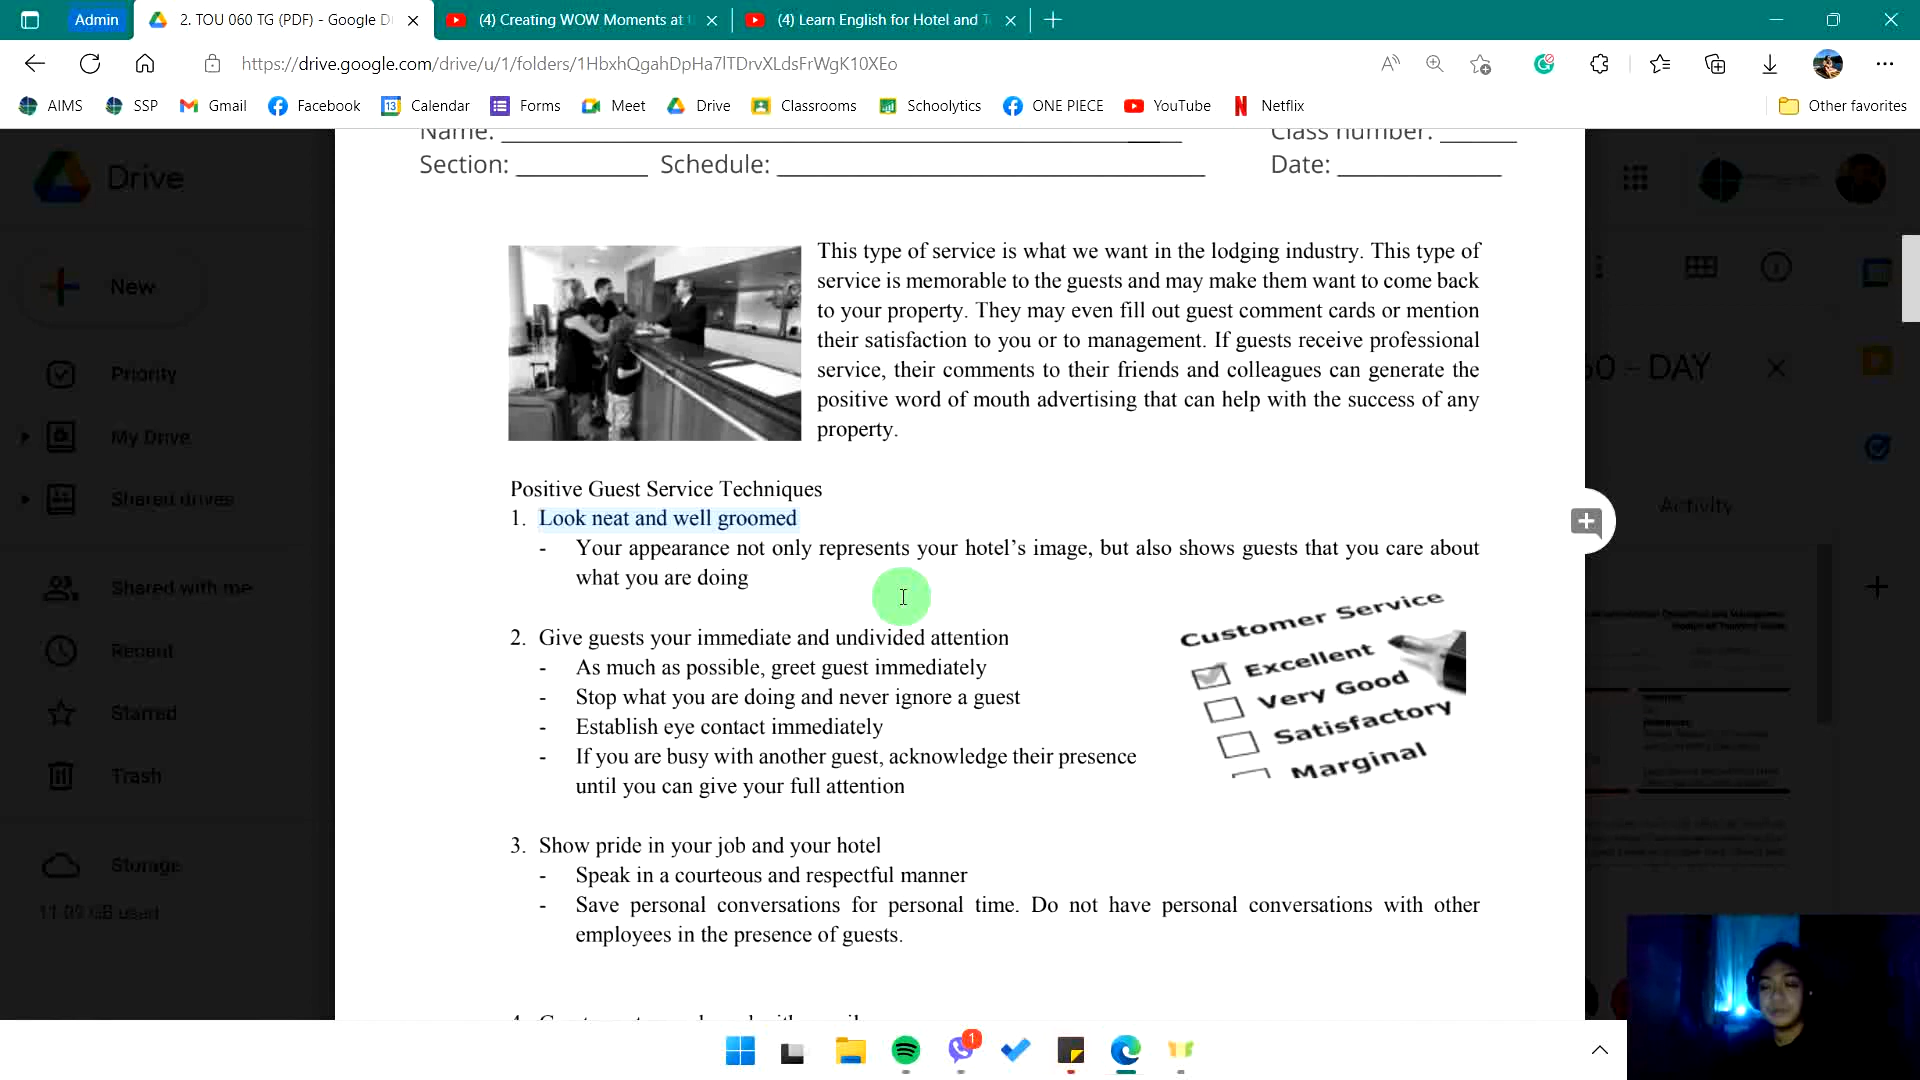 Admin
2. TOU 060 TG (PDF) - Google D
(4) Creating WOW Moments at t
(4) Learn English for Hotel and T
https://drive.google.com/drive/u/1/folders/1HbxhQgahDpHa7lTDrvXLdsFrWgK10XEo
AIMS
SSP
Gmail
Facebook
Calendar
Forms
Meet
Drive
Classrooms
Schoolytics
ONE PIECE
YouTube
Netflix
Other favorites
Name:
Class number:
Section:
Schedule:
Date:
Drive
New
Priority
My Drive
Shared drives
Shared with me
Recent
Starred
Trash
Storage
60 - DAY
Activity
This type of service is what we want in the lodging industry. This type of
service is memorable to the guests and may make them want to come back
to your property. They may even fill out guest comment cards or mention
their satisfaction to you or to management. If guests receive professional
service, their comments to their friends and colleagues can generate the
positive word of mouth advertising that can help with the success of any
property.
Positive Guest Service Techniques
1. Look neat and well groomed
- Your appearance not only represents your hotel's image, but also shows guests that you care about
what you are doing
2. Give guests your immediate and undivided attention
- As much as possible, greet guest immediately
- Stop what you are doing and never ignore a guest
- Establish eye contact immediately
- If you are busy with another guest, acknowledge their presence
until you can give your full attention
Customer Service
Excellent
Very Good
Satisfactory
Marginal
3. Show pride in your job and your hotel
- Speak in a courteous and respectful manner
- Save personal conversations for personal time. Do not have personal conversations with other
employees in the presence of guests.
1